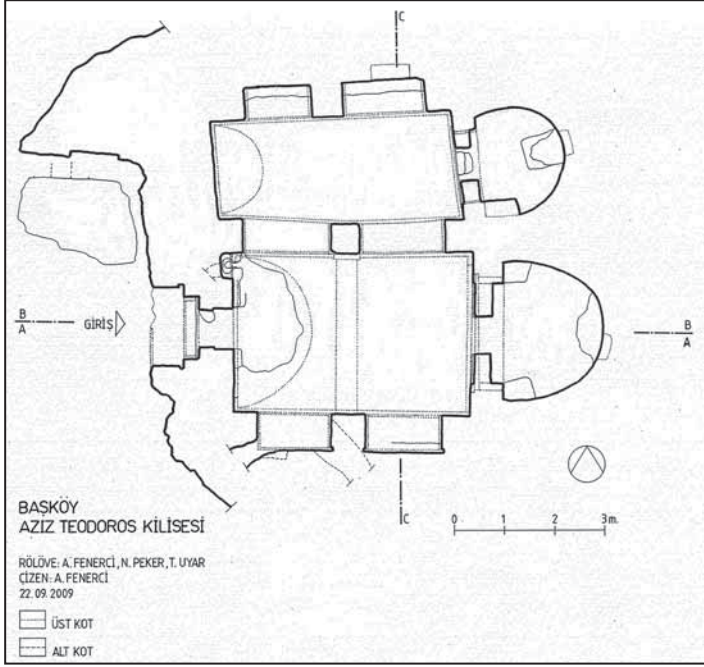 C
B
A
GİRİŞ
B
A
C
BAŞKÖY
AZİZ TEODOROS KİLİSESİ
0 1 2 3m.
RÖLÖVE: A. FENERCİ, N. PEKER, T. UYAR
ÇİZEN: A. FENERCİ
22.09.2009
ÜST KOT
ALT KOT